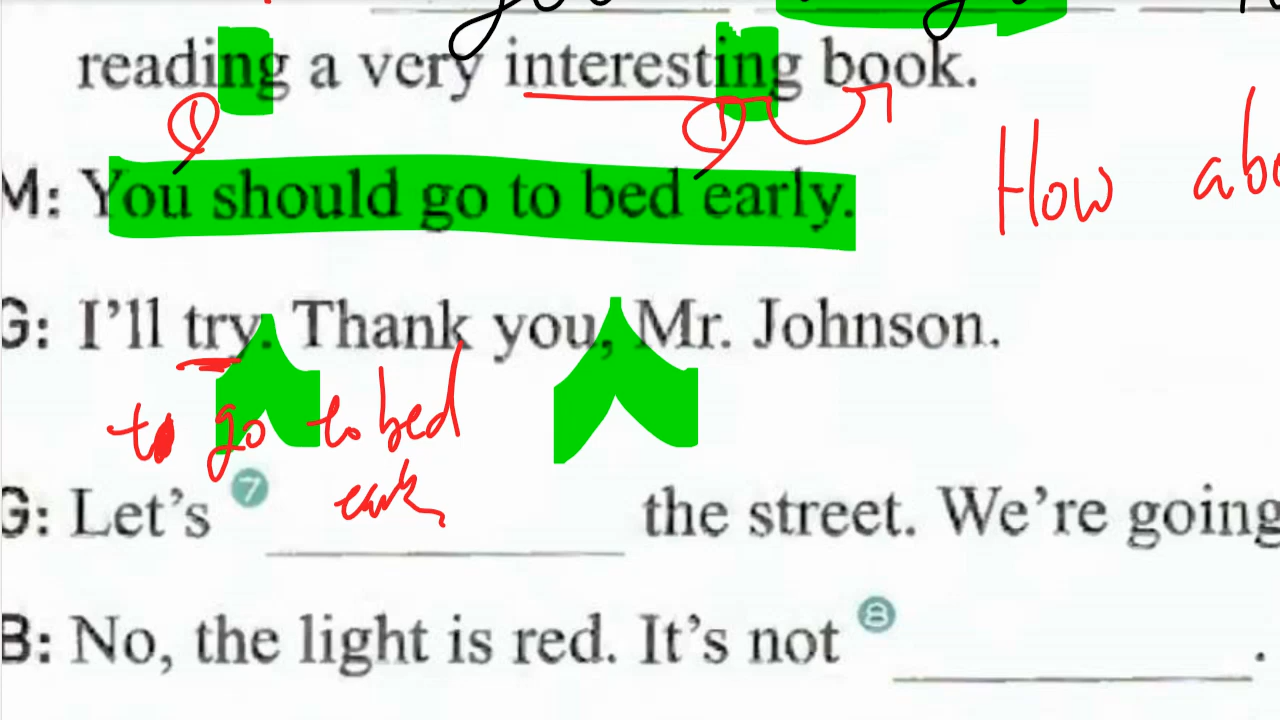 reading a very interesting book.
M: You should go to bed early.
How
G: I'll try. Thank you, Mr. Johnson.
to go to bed
G: Let's 7 the street. We're going
B: No, the light is red. It's not 8 .